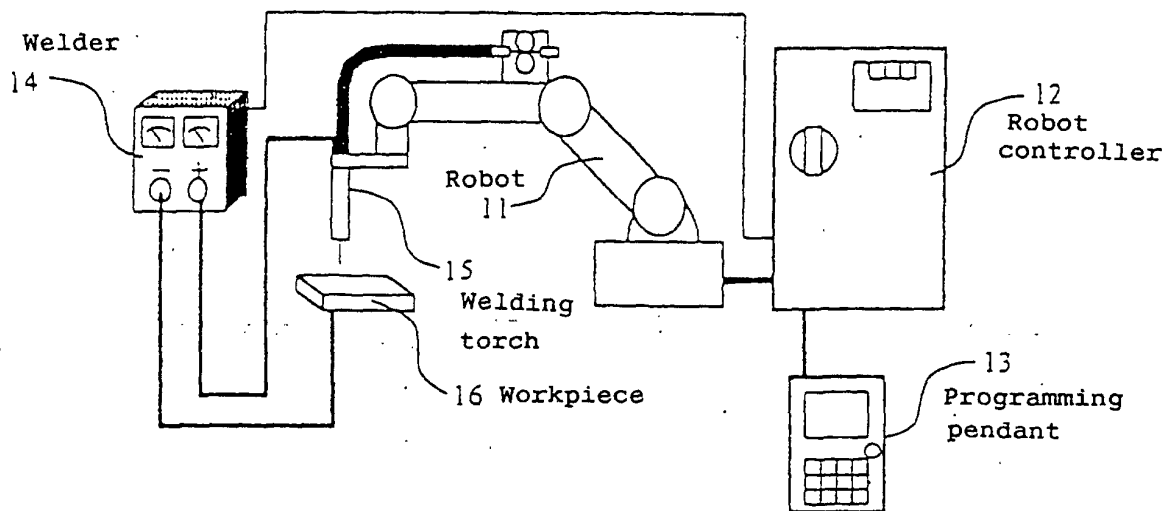 Welder
14
12
Robot
controller
Robot
11
15
Welding
torch
16 Workpiece
13
Programming
pendant
- +